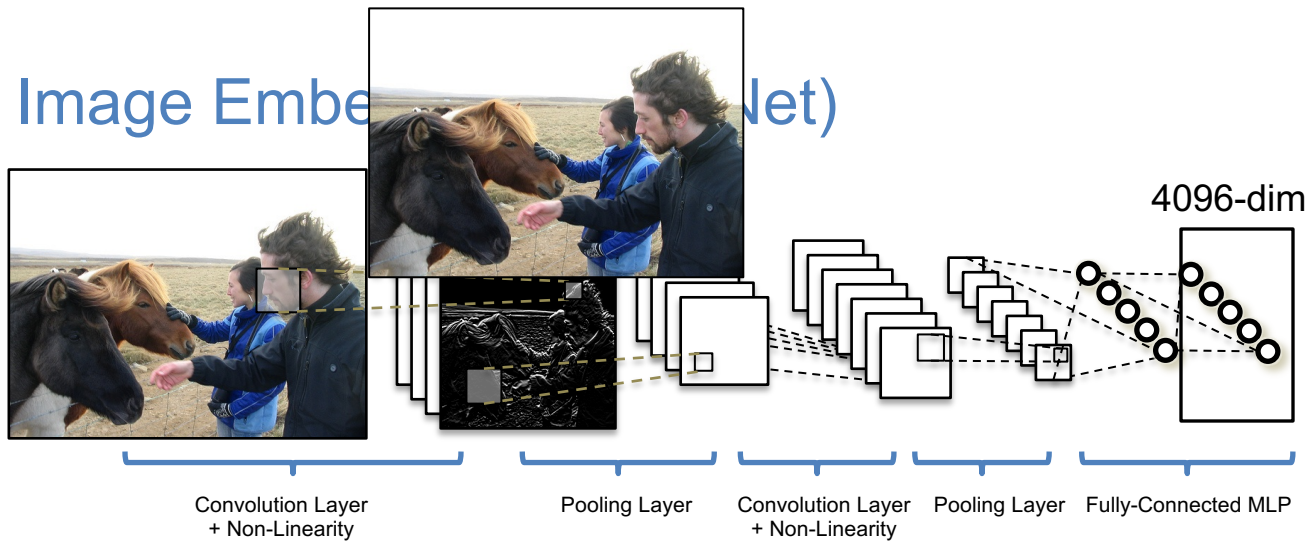 Image Embe Net)
4096-dim
Convolution Layer
+ Non-Linearity
Pooling Layer
Convolution Layer
+ Non-Linearity
Pooling Layer
Fully-Connected MLP